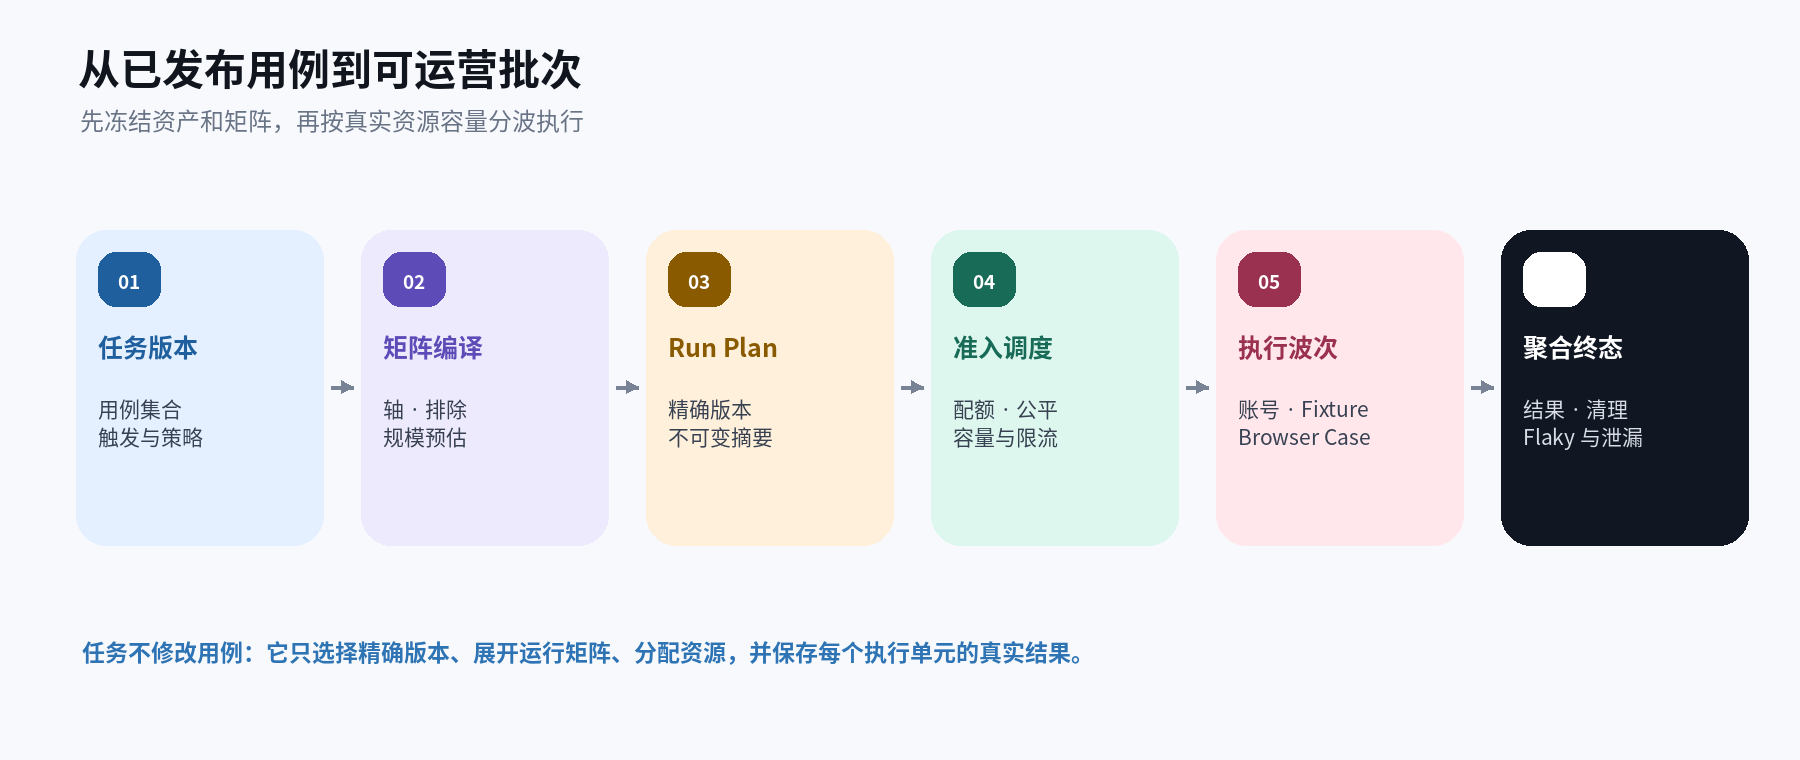 从已发布用例到可运营批次
先冻结资产和矩阵，再按真实资源容量分波执行
01
任务版本
用例集合
触发与策略
02
矩阵编译
轴 · 排除
规模预估
03
Run Plan
精确版本
不可变摘要
04
准入调度
配额 · 公平
容量与限流
05
执行波次
账号 · Fixture
Browser Case
聚合终态
结果 · 清理
Flaky 与泄漏
任务不修改用例：它只选择精确版本、展开运行矩阵、分配资源，并保存每个执行单元的真实结果。